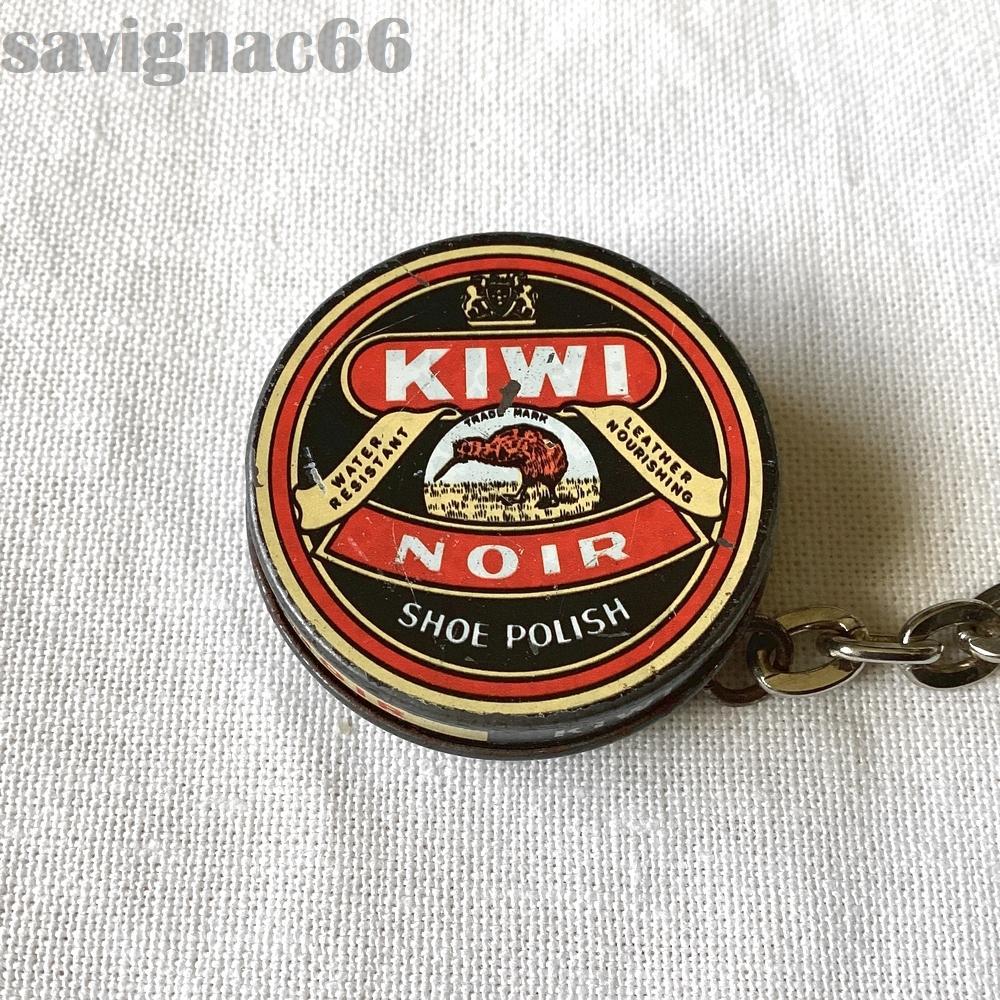 savignac66
KIWI
TRADE MARK
WATER
RESISTANT
LEATHER
NOURISHING
NOIR
SHOE POLISH